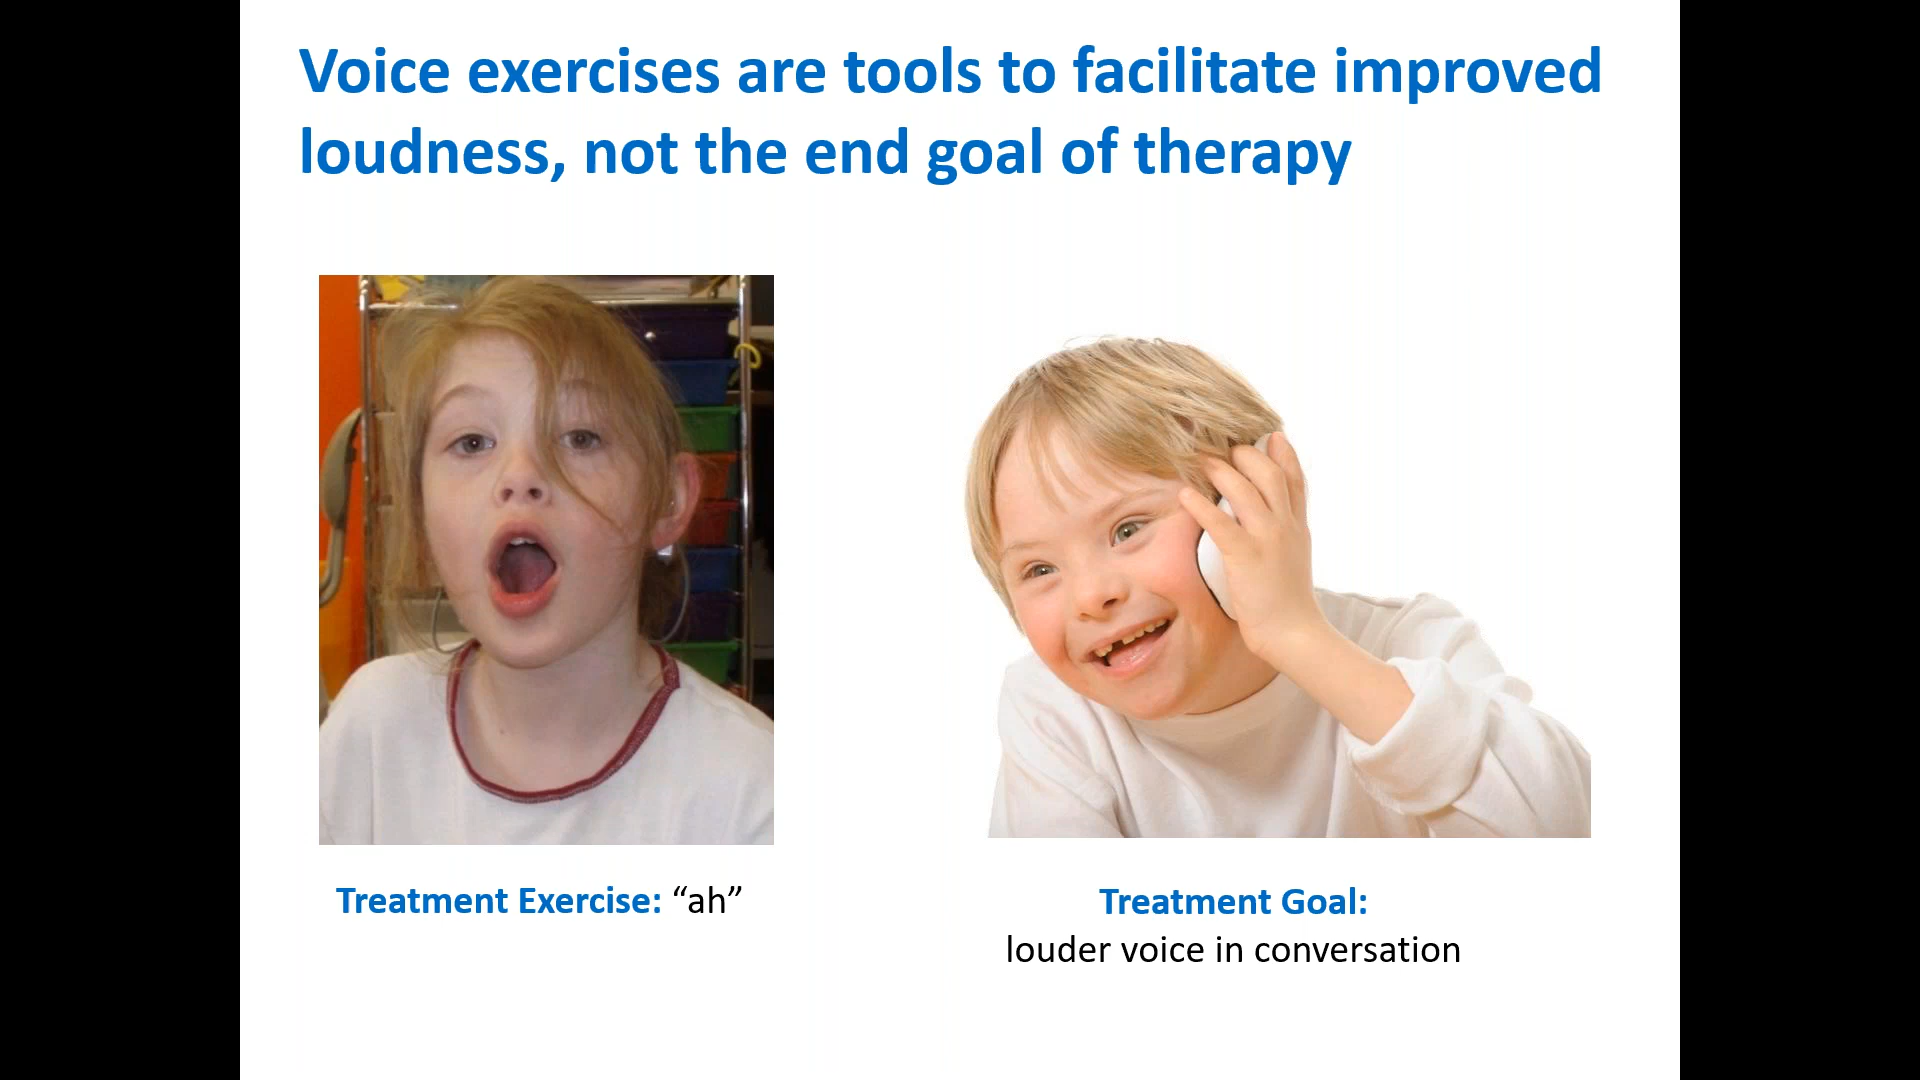 Voice exercises are tools to facilitate improved
loudness, not the end goal of therapy
Treatment Exercise: “ah”
Treatment Goal:
louder voice in conversation